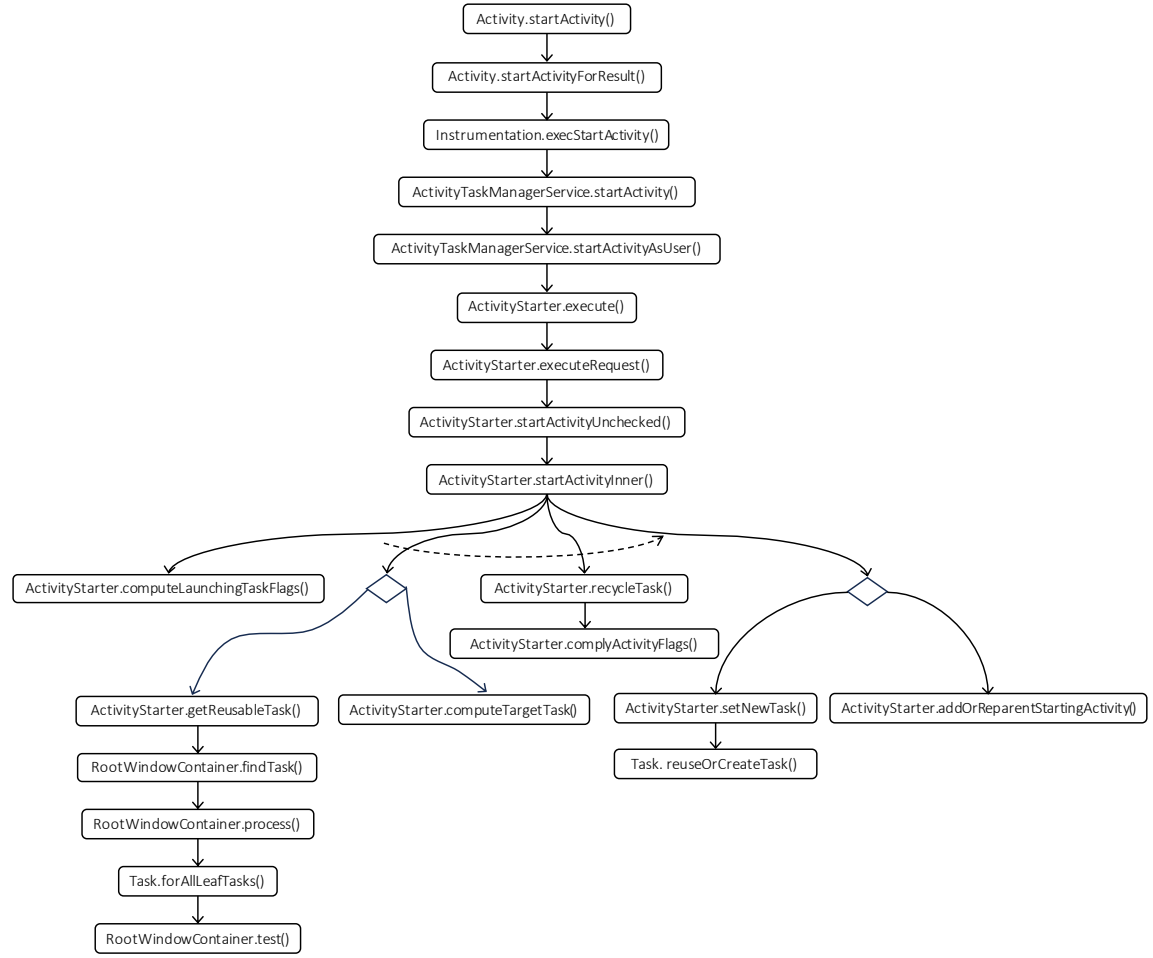 Activity.startActivity()
Activity.startActivityForResult()
Instrumentation.execStartActivity()
ActivityTaskManagerService.startActivity()
ActivityTaskManagerService.startActivityAsUser()
ActivityStarter.execute()
ActivityStarter.executeRequest()
ActivityStarter.startActivityUnchecked()
ActivityStarter.startActivityInner()
ActivityStarter.computeLaunchingTaskFlags()
ActivityStarter.recycleTask()
ActivityStarter.complyActivityFlags()
ActivityStarter.getReusableTask()
ActivityStarter.computeTargetTask()
ActivityStarter.setNewTask()
ActivityStarter.addOrReparentStartingActivity()
RootWindowContainer.findTask()
Task. reuseOrCreateTask()
RootWindowContainer.process()
Task.forAllLeafTasks()
RootWindowContainer.test()